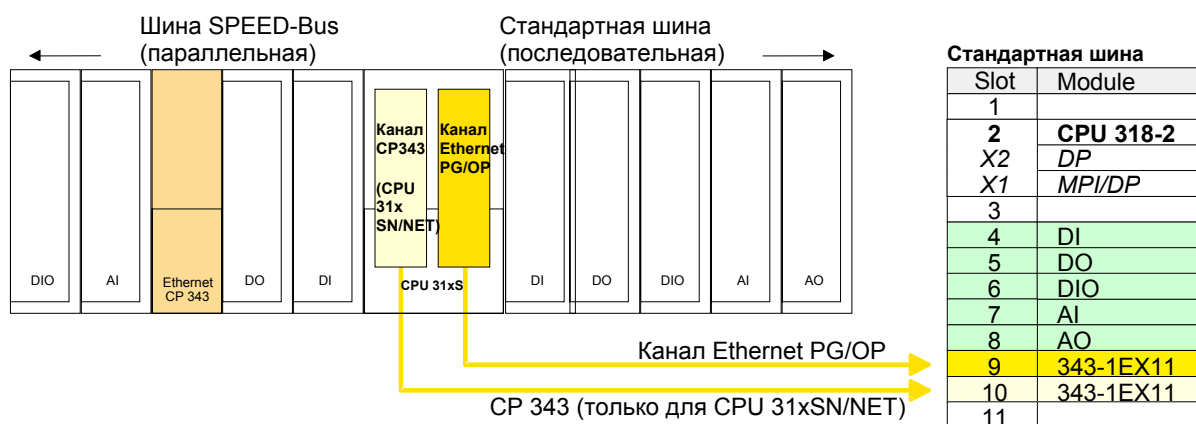 Шина SPEED-Bus
(параллельная)
Стандартная шина
(последовательная)
Канал
CP343
(CPU
31x
SN/NET)
Канал
Ethernet
PG/OP
DIO
AI
Ethernet
CP 343
DO
DI
CPU 31xS
DI
DO
DIO
AI
AO
Канал Ethernet PG/OP
CP 343 (только для CPU 31xSN/NET)
Стандартная шина
Slot Module
1
2 CPU 318-2
X2 DP
X1 MPI/DP
3
4 DI
5 DO
6 DIO
7 AI
8 AO
9 343-1EX11
10 343-1EX11
11